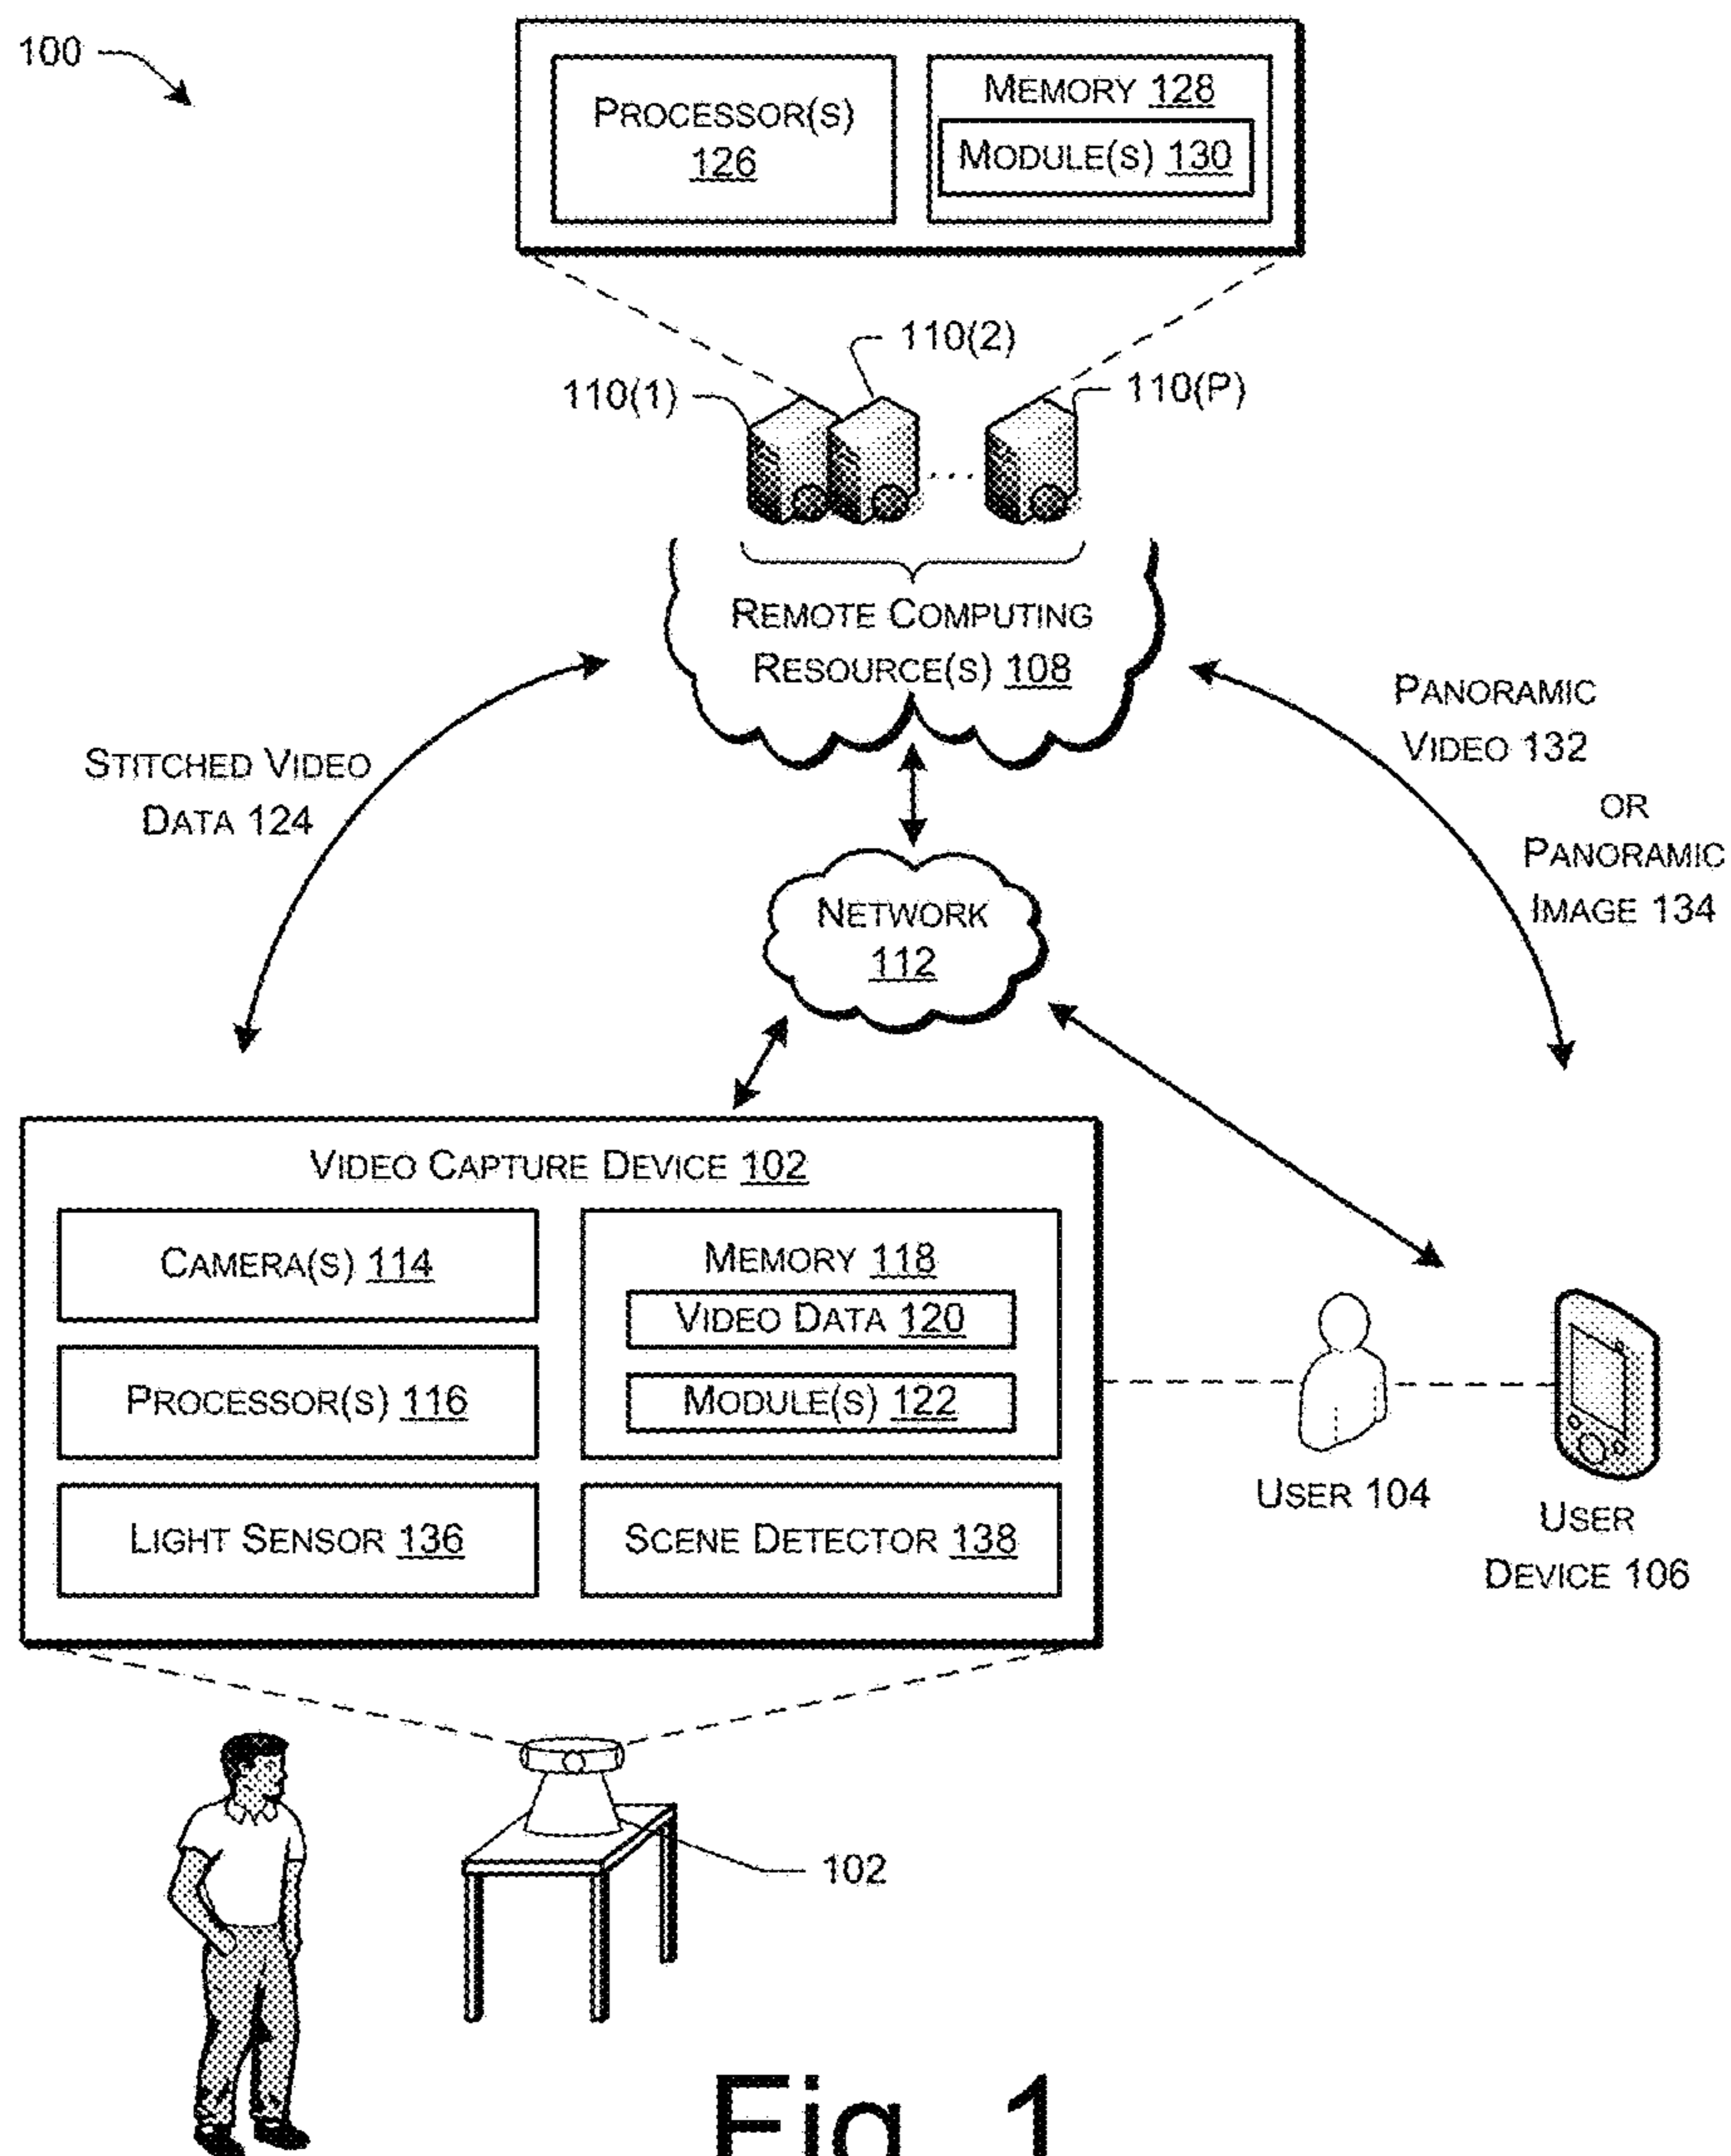 100
PROCESSOR(S)
126
MEMORY 128
MODULE(S) 130
110(2)
110(1)
110(P)
...
REMOTE COMPUTING
RESOURCE(S) 108
STITCHED VIDEO
DATA 124
PANORAMIC
VIDEO 132
OR
PANORAMIC
IMAGE 134
NETWORK
112
VIDEO CAPTURE DEVICE 102
CAMERA(S) 114
MEMORY 118
VIDEO DATA 120
PROCESSOR(S) 116
MODULE(S) 122
LIGHT SENSOR 136
SCENE DETECTOR 138
USER 104
USER
DEVICE 106
102
Fig. 1